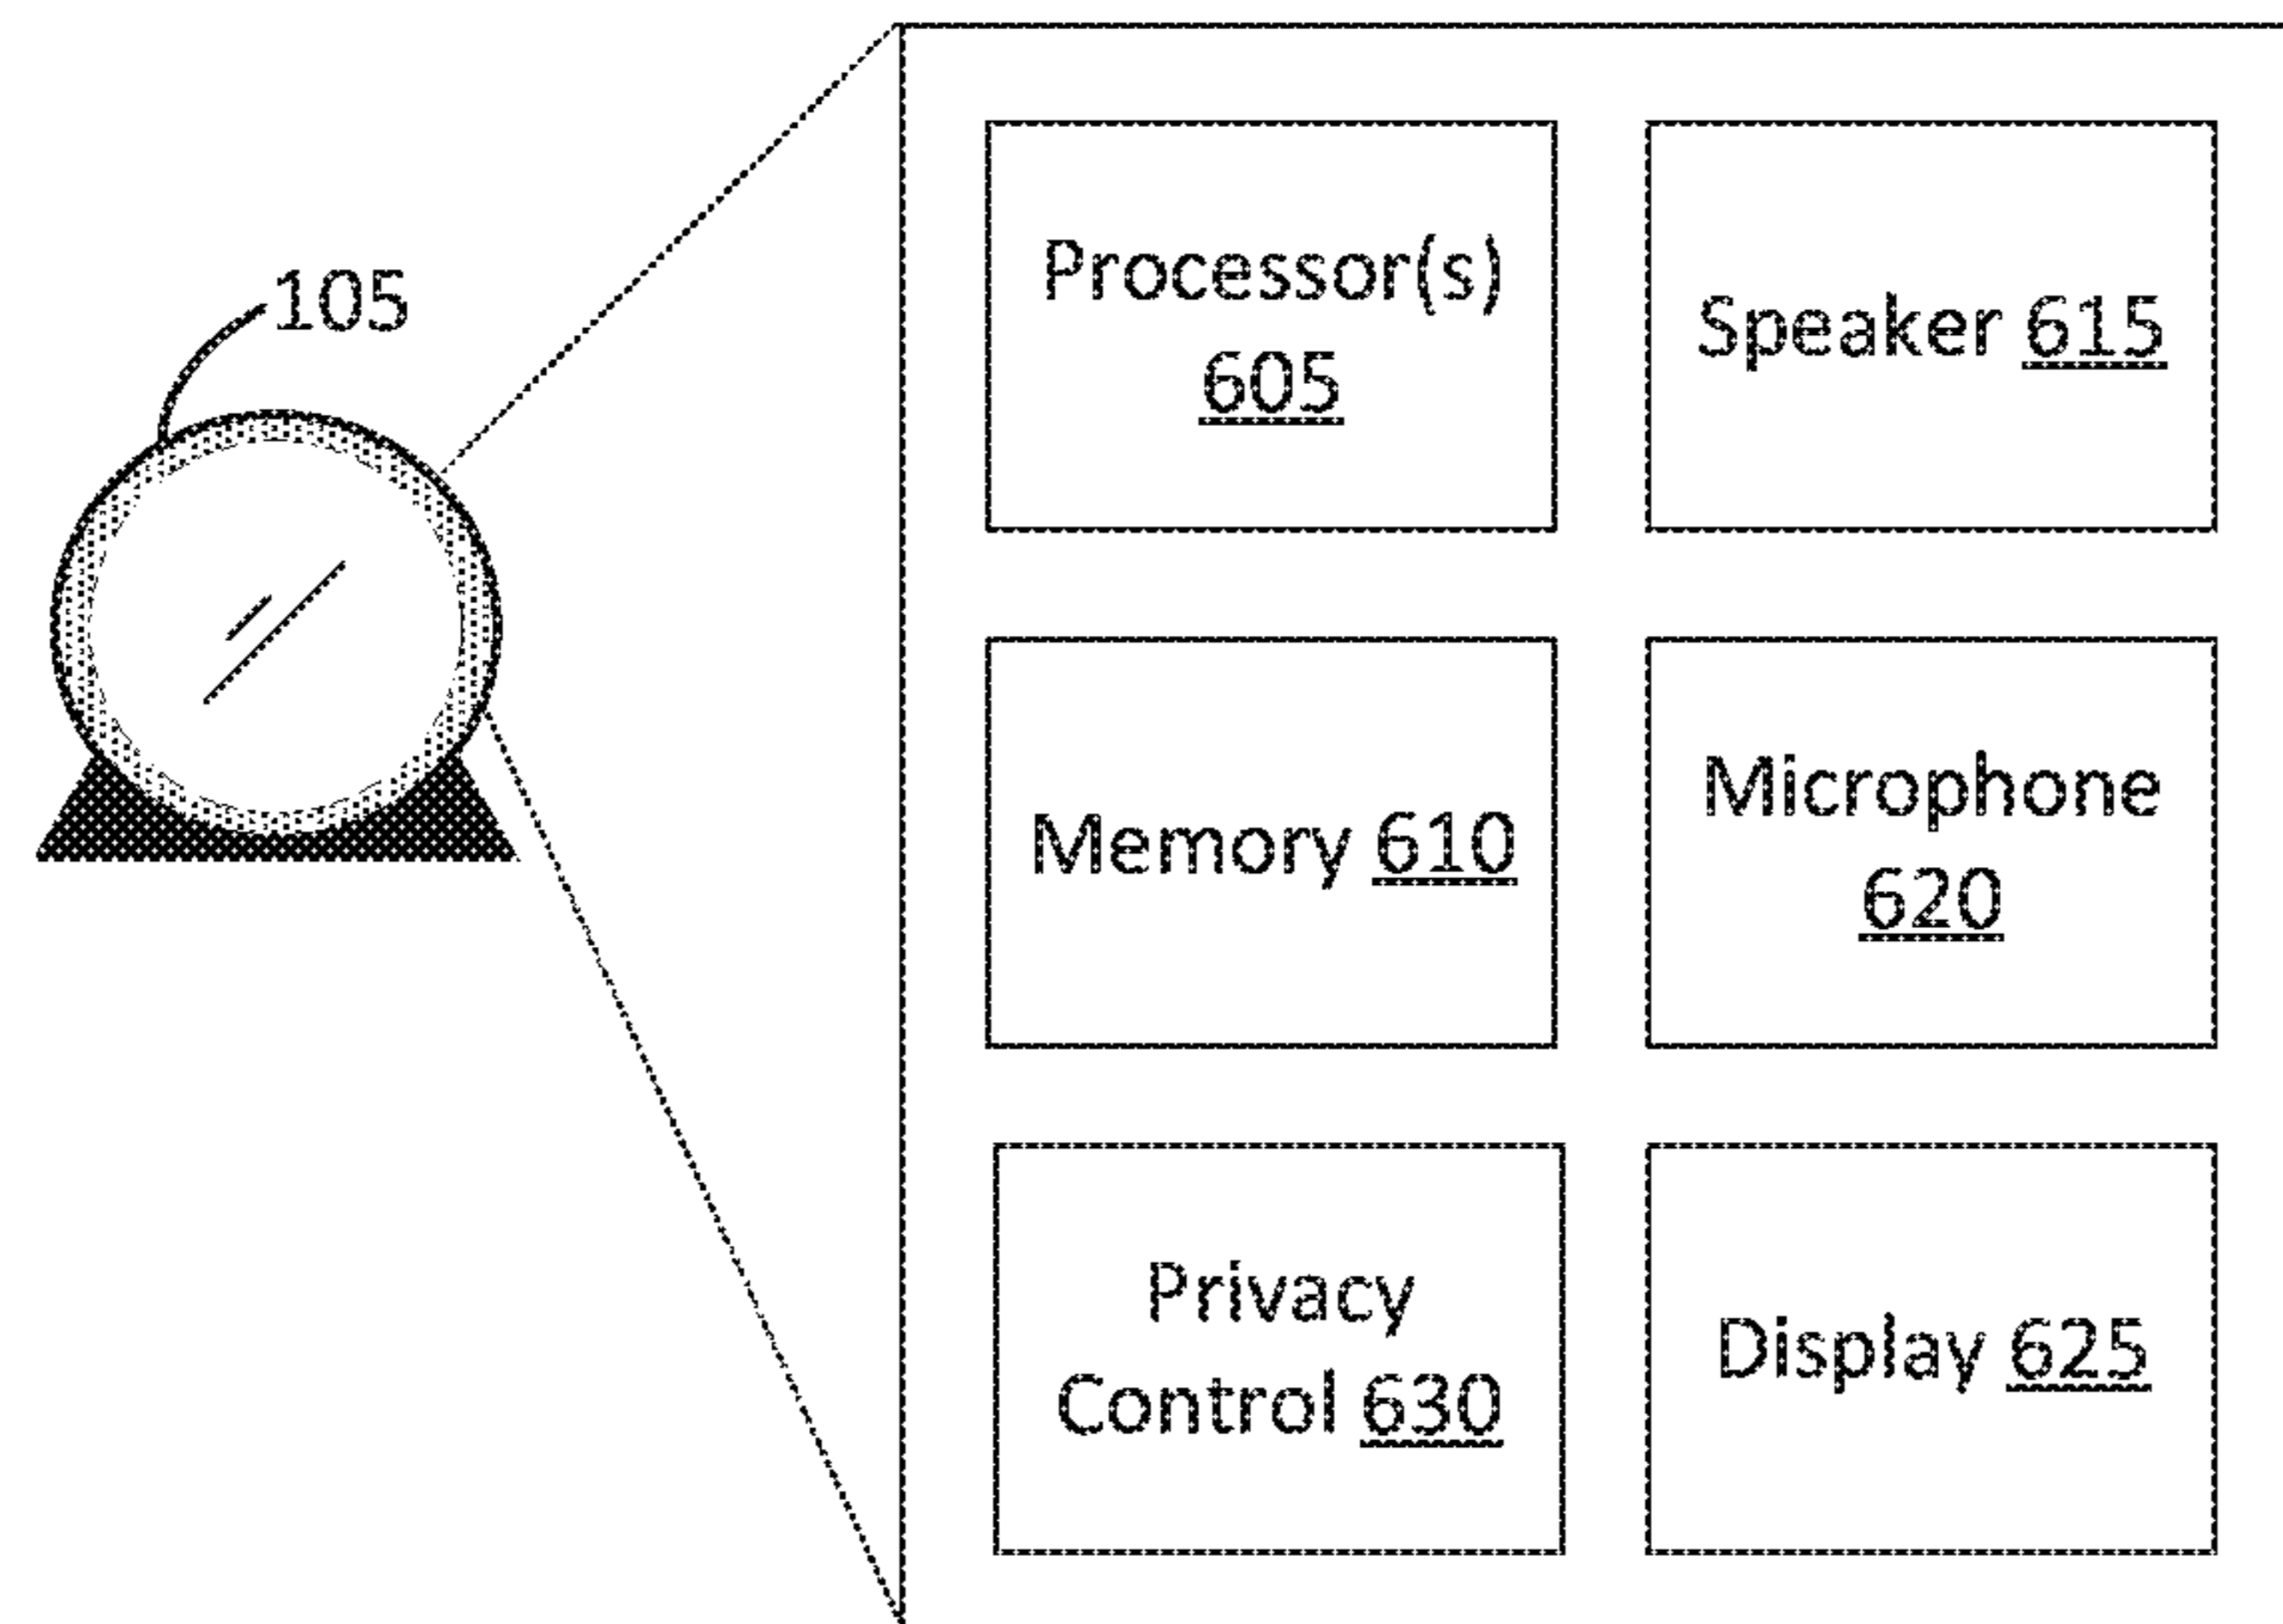 105
Processor(s)
605
Speaker 615
Memory 610
Microphone
620
Privacy
Control 630
Display 625